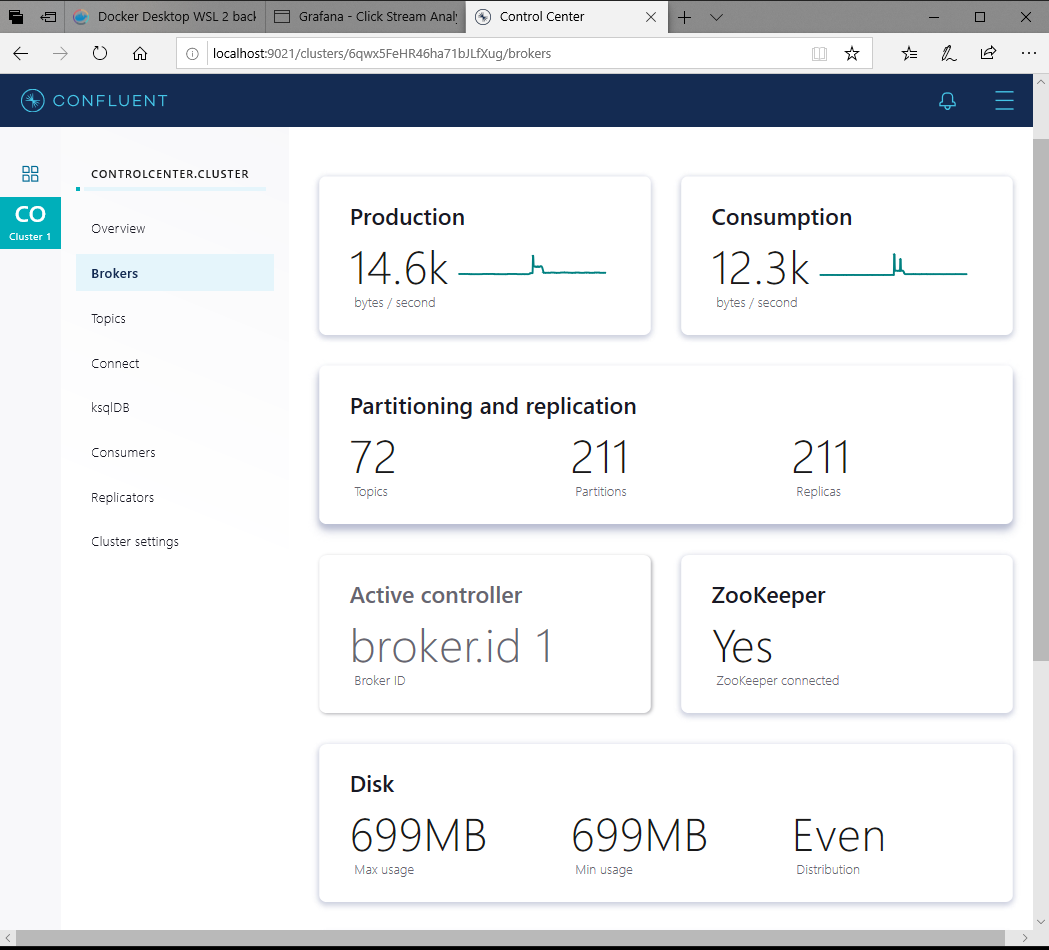 Docker Desktop WSL 2 back
Grafana - Click Stream Analy
Control Center
localhost:9021/clusters/6qwx5FeHR46ha71bJLfXug/brokers
CONFLUENT
CONTROLCENTER.CLUSTER
CO
Cluster 1
Overview
Brokers
Topics
Connect
ksqlDB
Consumers
Replicators
Cluster settings
Production
14.6k
bytes / second
Consumption
12.3k
bytes / second
Partitioning and replication
72
Topics
211
Partitions
211
Replicas
Active controller
broker.id 1
Broker ID
ZooKeeper
Yes
ZooKeeper connected
Disk
699MB
Max usage
699MB
Min usage
Even
Distribution